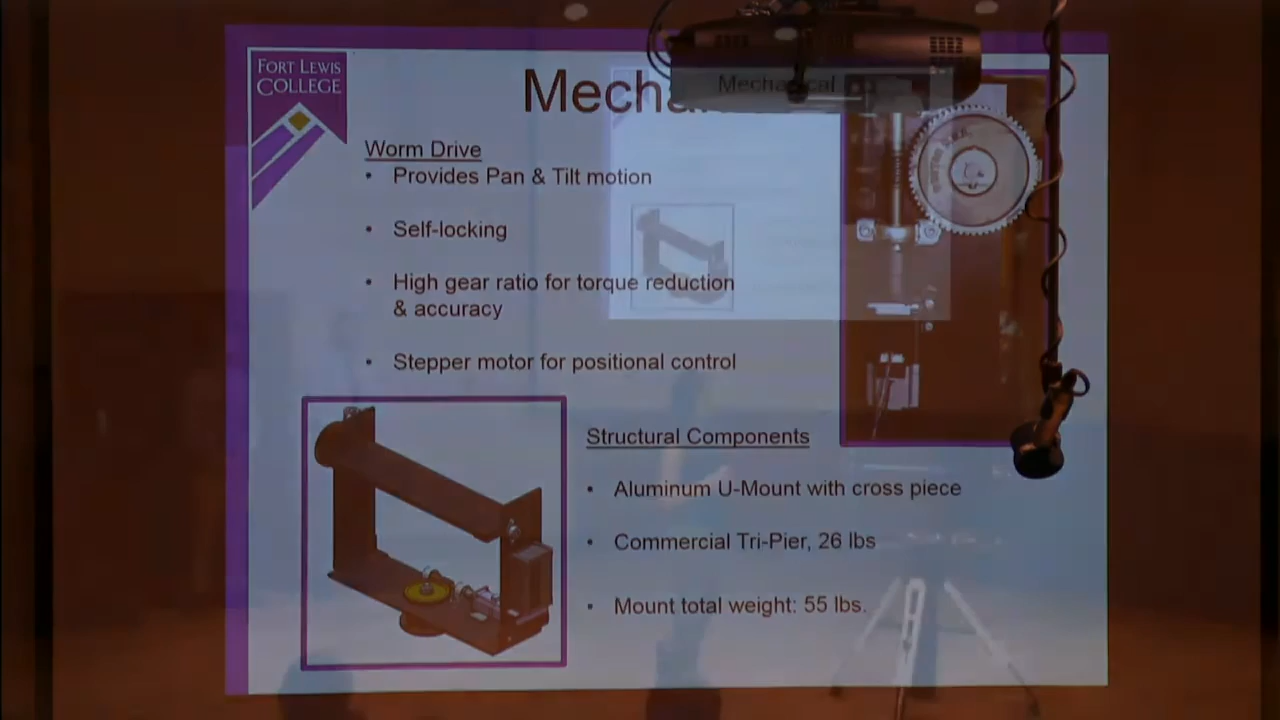 FORT LEWIS
COLLEGE
Mechanical
Worm Drive
• Provides Pan & Tilt motion
• Self-locking
• High gear ratio for torque reduction
& accuracy
• Stepper motor for positional control
Structural Components
• Aluminum U-Mount with cross piece
• Commercial Tri-Pier, 26 lbs
• Mount total weight: 55 lbs.